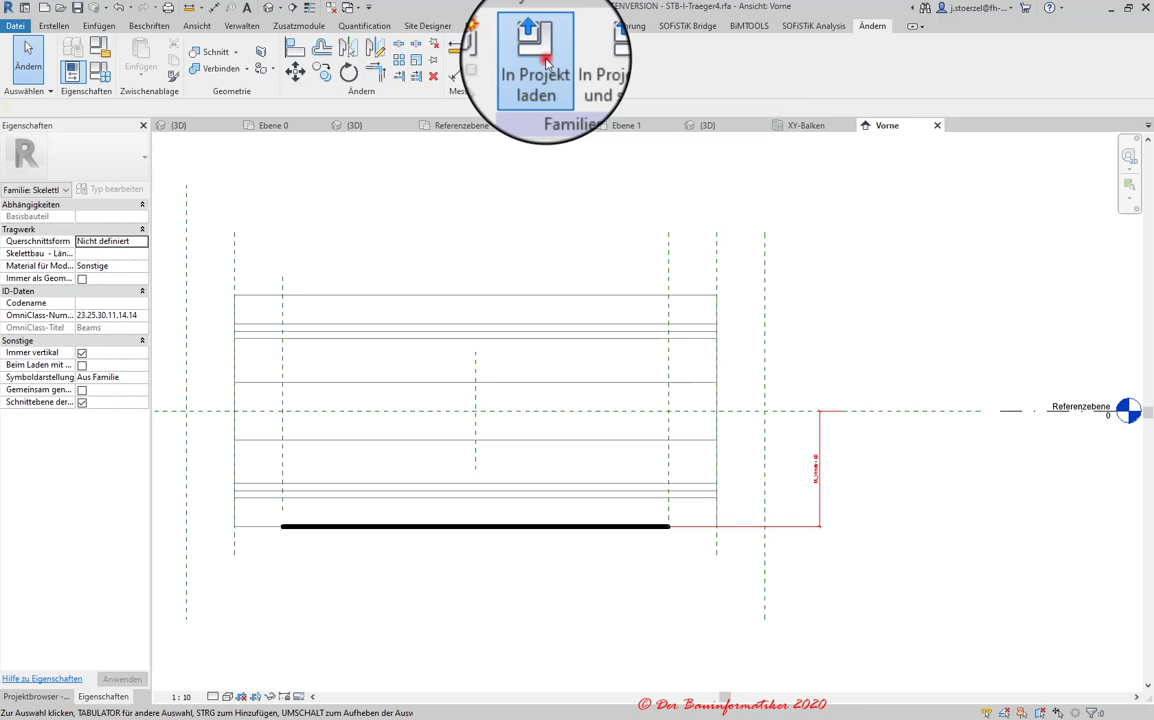 ENVERSION - STB-I-Traeger4.rfa - Ansicht: Vorne
j.stoerzel@fh-...
Datei Erstellen Einfügen Beschriften Ansicht Verwalten Zusatzmodule Quantification Site Designer SOFiSTiK Bridge BiMTOOLS SOFiSTiK Analysis Ändern
Ändern
Einfügen
Schnitt
Verbinden
In Projekt laden
In Proj
und s
Auswählen Eigenschaften Zwischenablage Geometrie Ändern Mes
Familie
Eigenschaften
{3D} Ebene 0 {3D} Referenzebene Ebene 1 {3D} XY-Balken Vorne
Familie: Skelettl Typ bearbeiten
Abhängigkeiten
Basisbauteil
Tragwerk
Querschnittsform Nicht definiert
Skelettbau - Län...
Material für Mod... Sonstige
Immer als Geom...
ID-Daten
Codename
OmniClass-Num... 23.25.30.11.14.14
OmniClass-Titel Beams
Sonstige
Immer vertikal
Beim Laden mit ...
Symboldarstellung Aus Familie
Gemeinsam gen...
Schnittebene der...
Referenzebene
0
Hilfe zu Eigenschaften Anwenden
Projektbrowser -... Eigenschaften
1 : 10
© Der Bauinformatiker 2020
Zur Auswahl klicken, TABULATOR für andere Auswahl, STRG zum Hinzufügen, UMSCHALT zum Aufheben der Ausw
:0